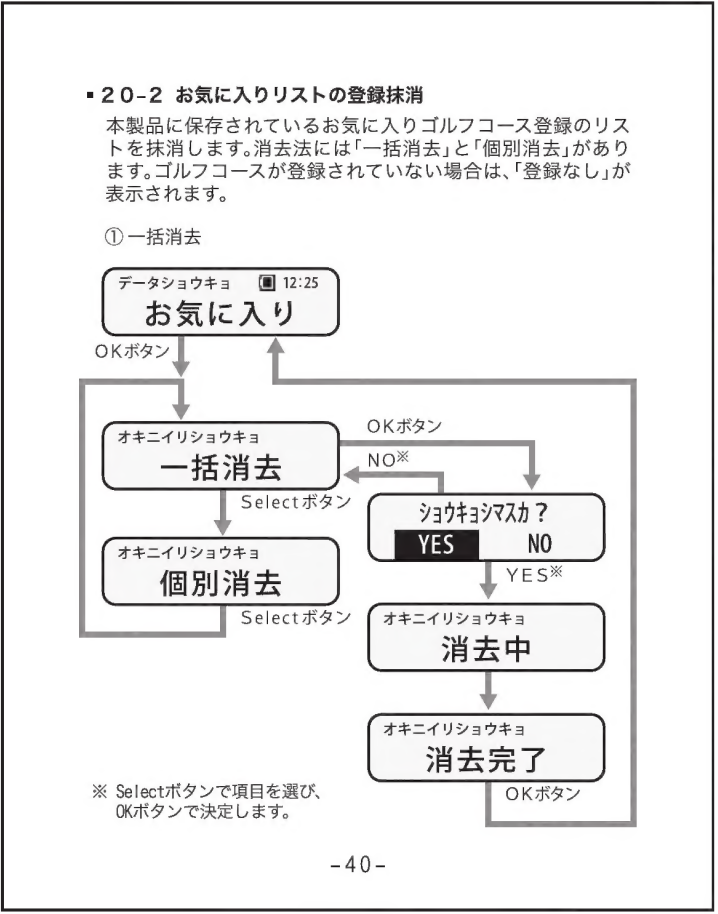 ▪20-2 お気に入りリストの登録抹消
本製品に保存されているお気に入りゴルフコース登録のリス
トを抹消します。消去法には「一括消去」と「個別消去」があり
ます。ゴルフコースが登録されていない場合は、「登録なし」が
表示されます。
① 一括消去
データショウキョ 12:25
お気に入り
OKボタン
オキニイリショウキョ
一括消去
OKボタン
NO※
Selectボタン
ショウキョシマスカ?
YES NO
オキニイリショウキョ
個別消去
YES※
Selectボタン
オキニイリショウキョ
消去中
オキニイリショウキョ
消去完了
OKボタン
※ Selectボタンで項目を選び、
OKボタンで決定します。
-40-